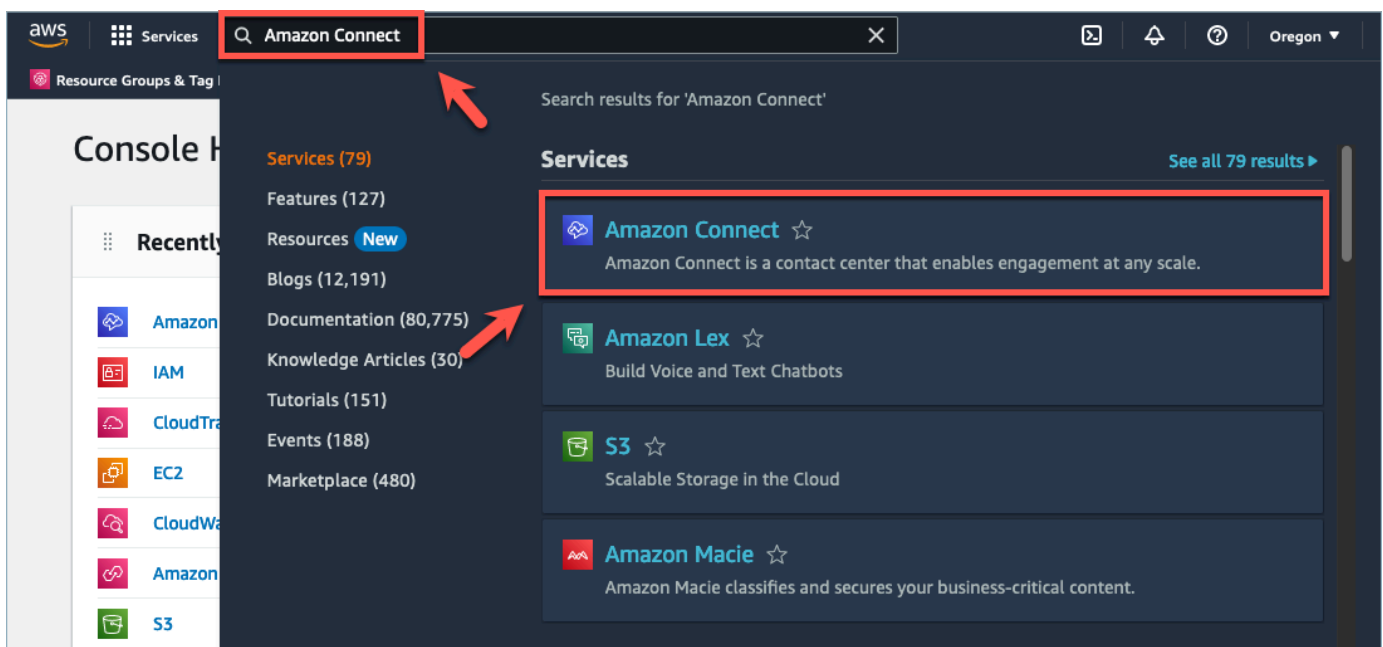 aws
Services
Amazon Connect
Oregon
Resource Groups & Tag
Console H
Recently
Amazon
IAM
CloudTra
EC2
CloudWa
Amazon
S3
Search results for 'Amazon Connect'
Services (79)
Features (127)
Resources New
Blogs (12,191)
Documentation (80,775)
Knowledge Articles (30)
Tutorials (151)
Events (188)
Marketplace (480)
Services
See all 79 results
Amazon Connect
Amazon Connect is a contact center that enables engagement at any scale.
Amazon Lex
Build Voice and Text Chatbots
S3
Scalable Storage in the Cloud
Amazon Macie
Amazon Macie classifies and secures your business-critical content.